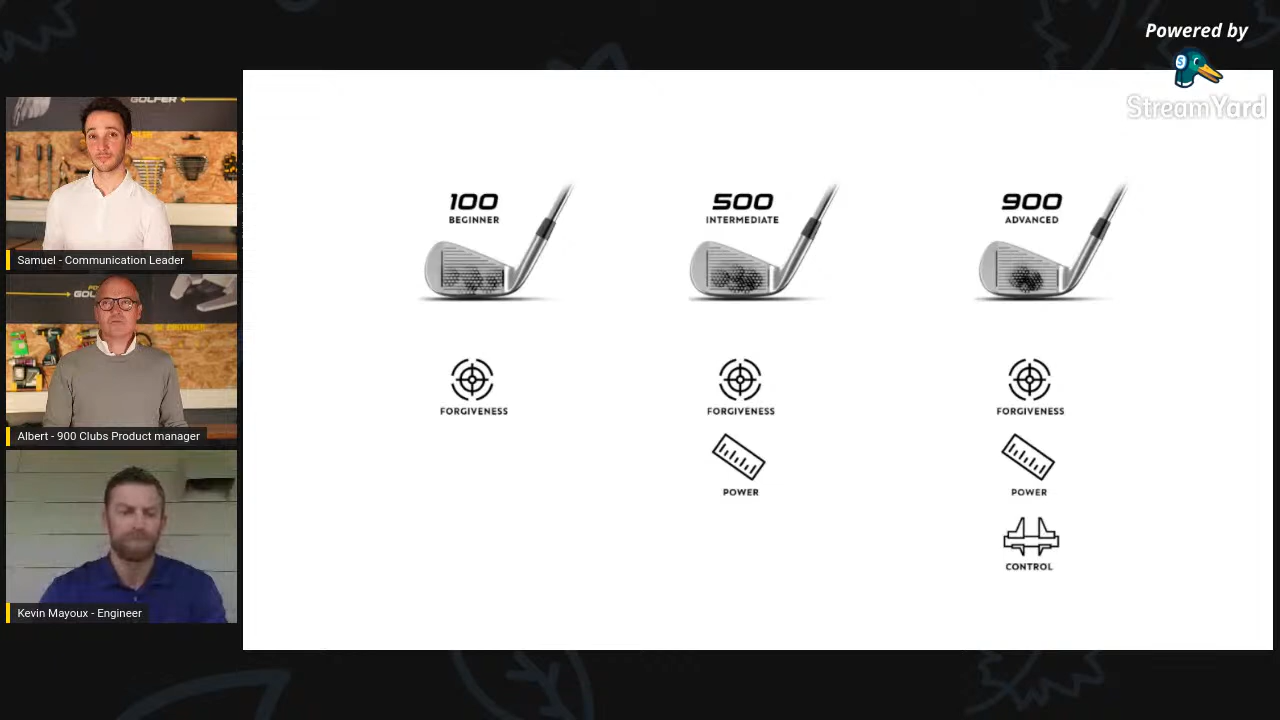 Powered by
StreamYard
GOLFER
Samuel - Communication Leader
Albert - 900 Clubs Product manager
Kevin Mayoux - Engineer
100
BEGINNER
500
INTERMEDIATE
900
ADVANCED
FORGIVENESS
FORGIVENESS
FORGIVENESS
POWER
POWER
CONTROL